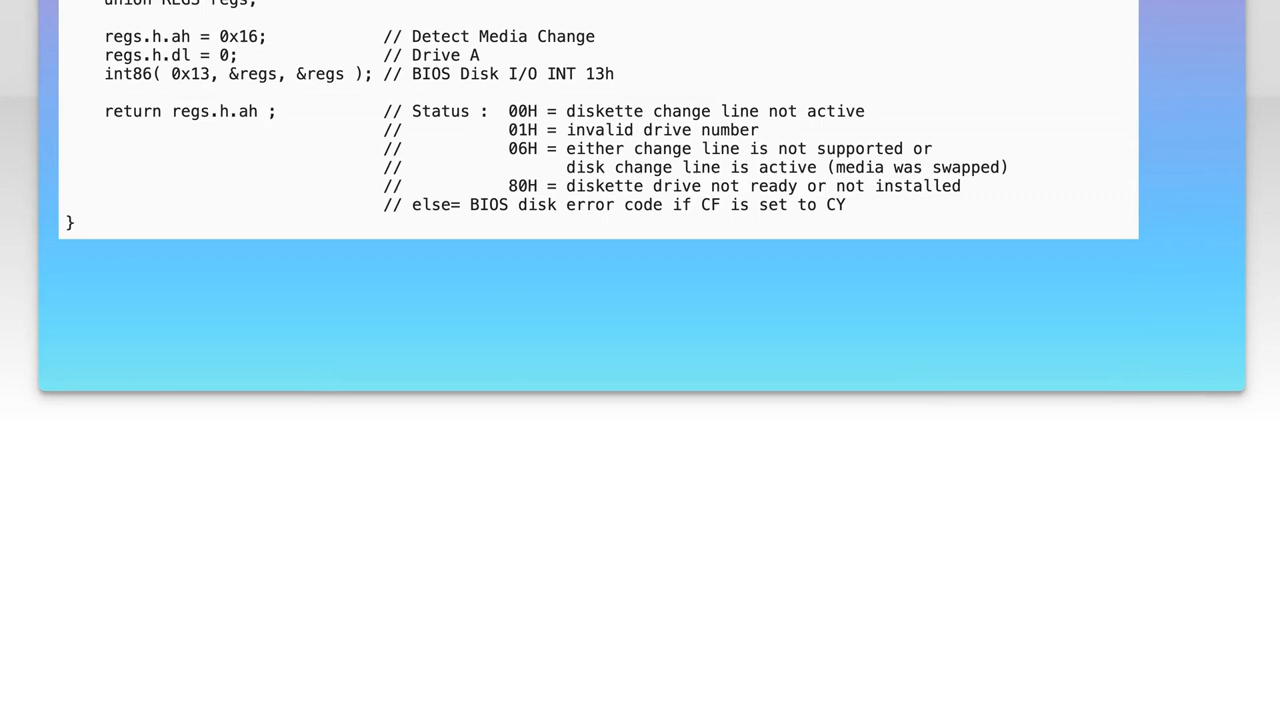 union REGS regs;
regs.h.ah = 0x16; // Detect Media Change
regs.h.dl = 0; // Drive A
int86( 0x13, &regs, &regs ); // BIOS Disk I/O INT 13h
return regs.h.ah ; // Status : 00H = diskette change line not active
// 01H = invalid drive number
// 06H = either change line is not supported or
// disk change line is active (media was swapped)
// 80H = diskette drive not ready or not installed
// else= BIOS disk error code if CF is set to CY
}